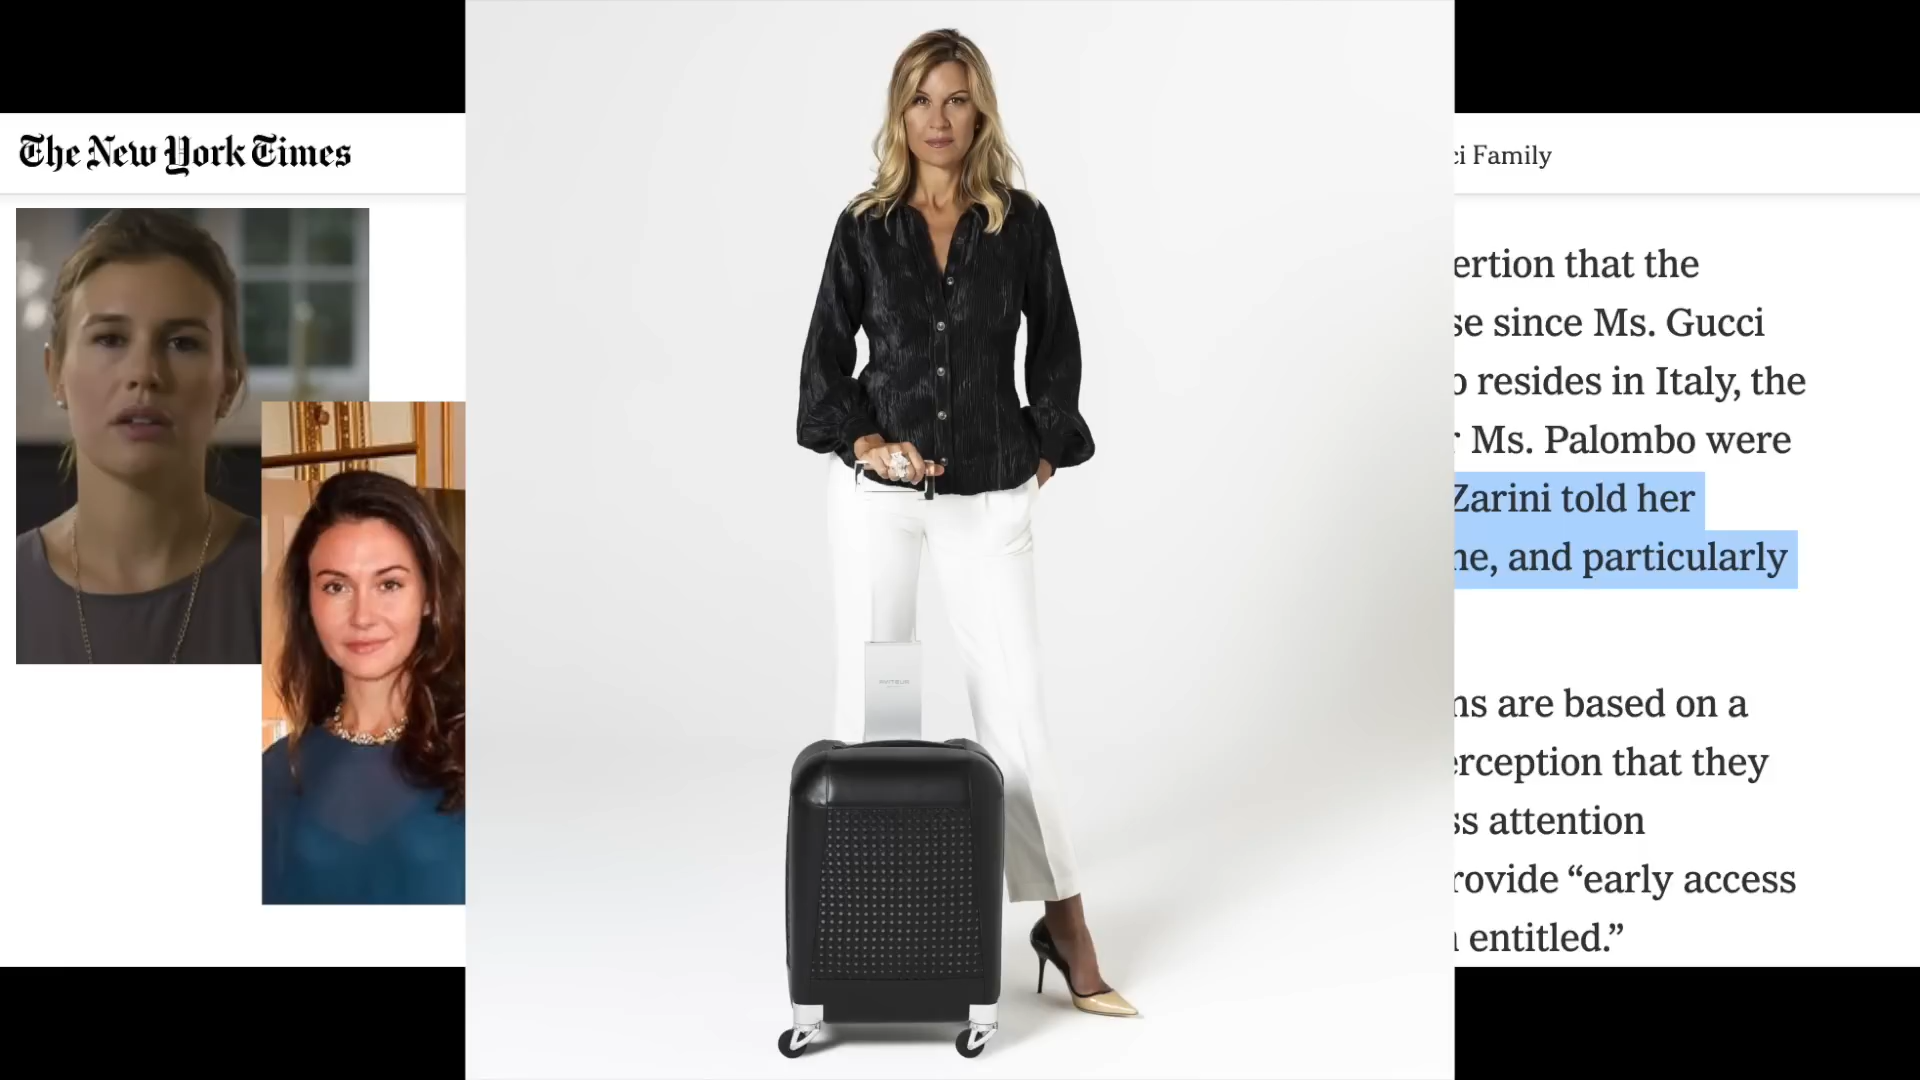 The New York Times
ci Family
ertion that the
se since Ms. Gucci
o resides in Italy, the
r Ms. Palombo were
Zarini told her
ne, and particularly
ns are based on a
erception that they
ss attention
rovide “early access
n entitled.”